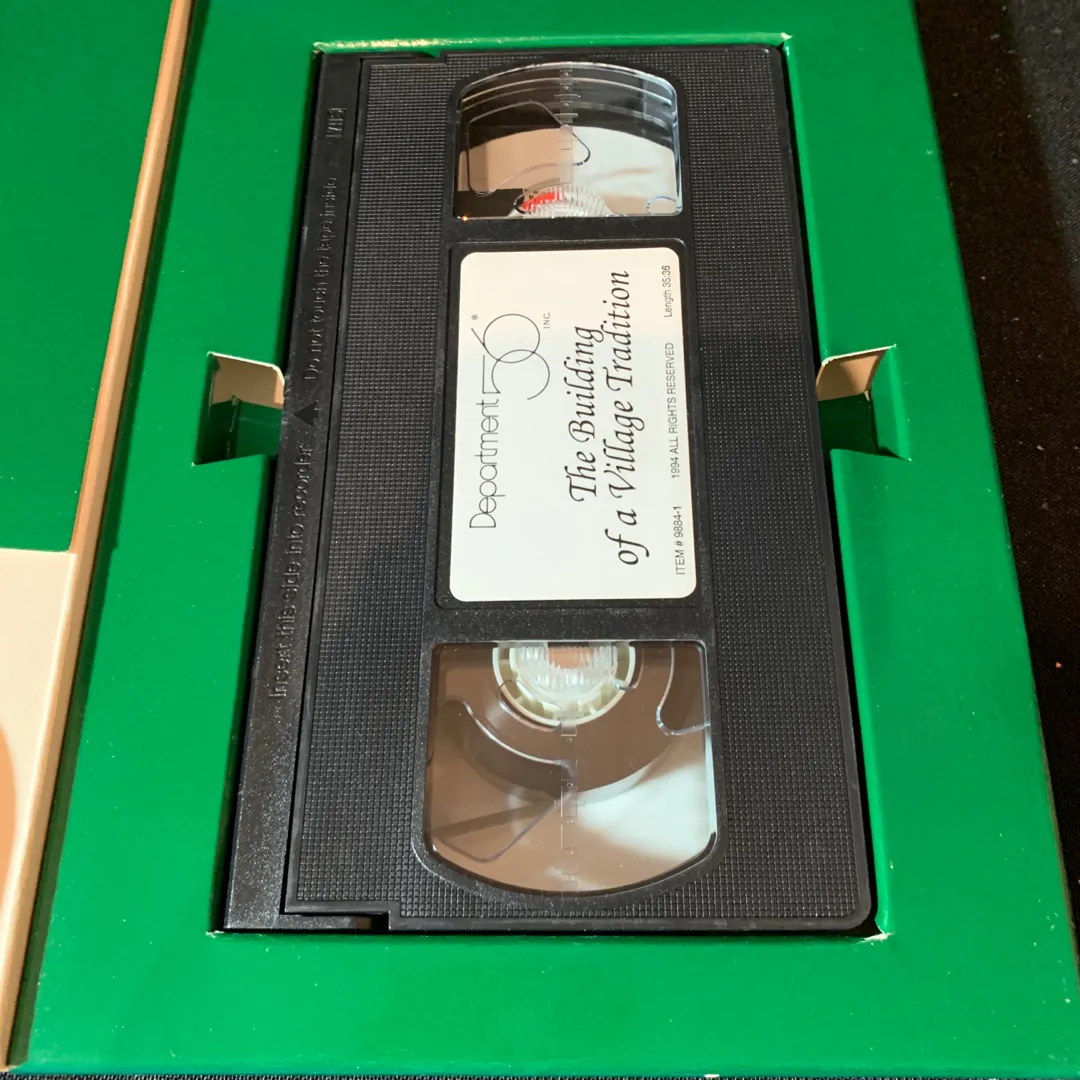 VHS
Insert this side into recorder ▲ Do not touch the tape inside
Department 56®
INC.
The Building
of a Village Tradition
ITEM # 9884-1 1994 ALL RIGHTS RESERVED Length 35:36